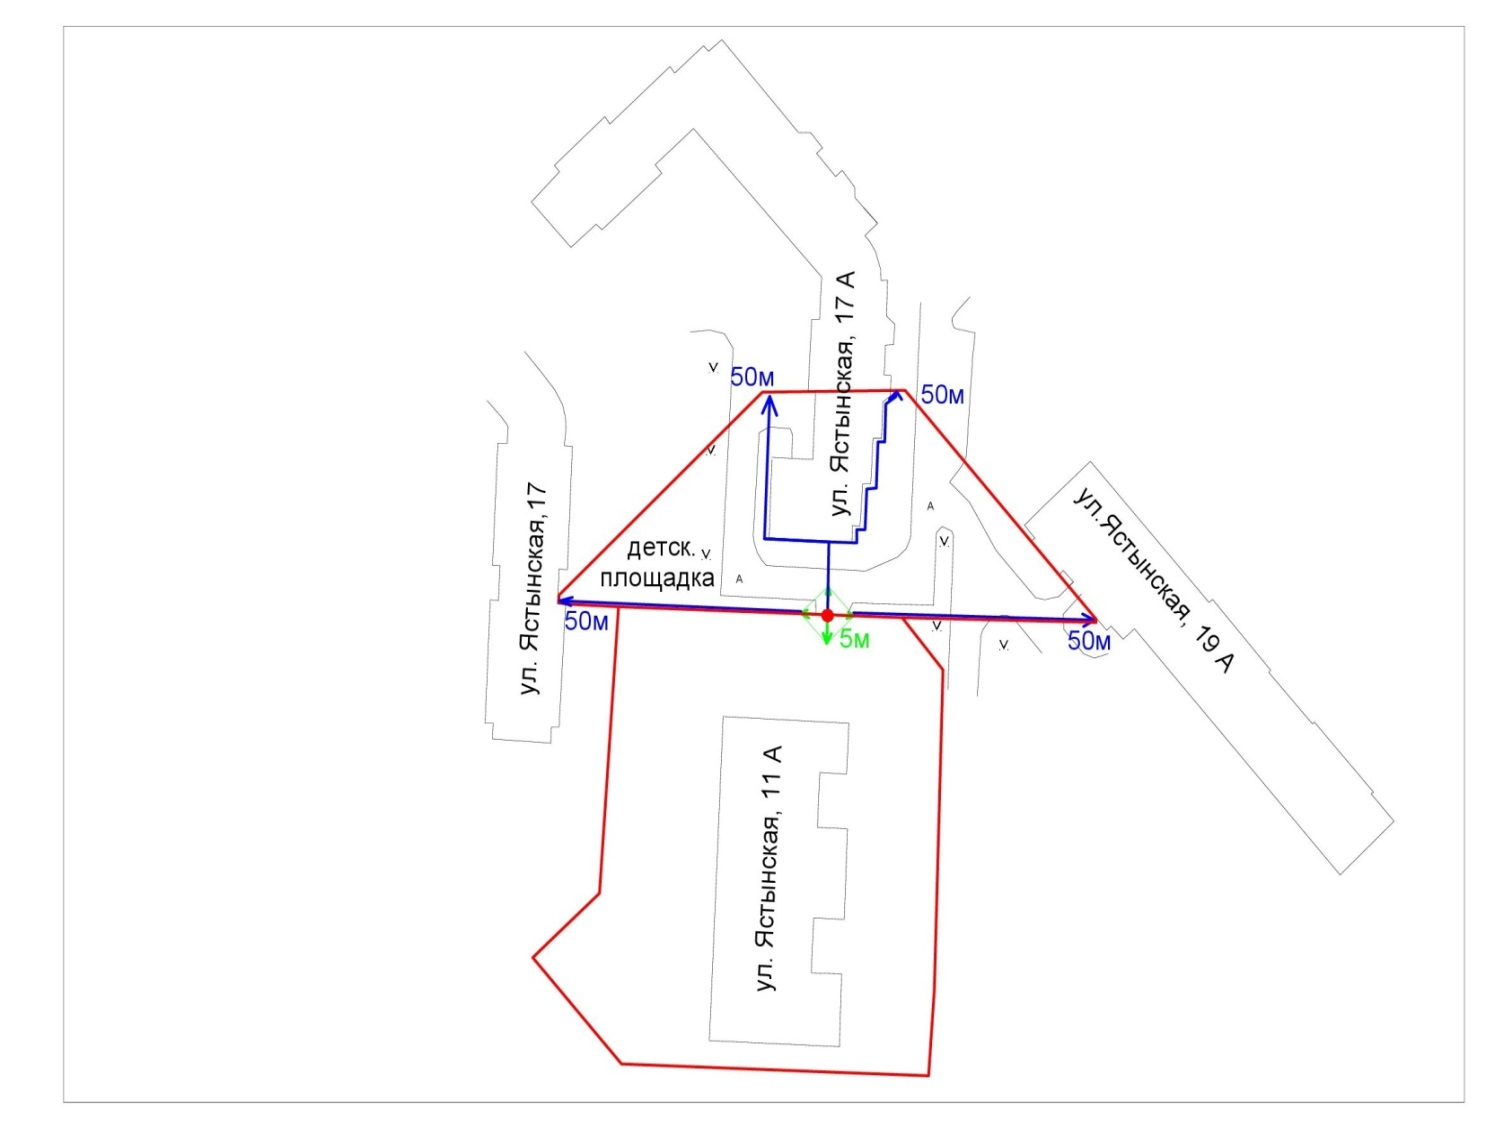 ул. Ястынская, 17 А
50м
50м
v
v
ул. Ястынская,17
ул.Ястынская, 19 А
А
v
детск. v
площадка А
50м
5м
50м
v
v
ул. Ястынская, 11 А